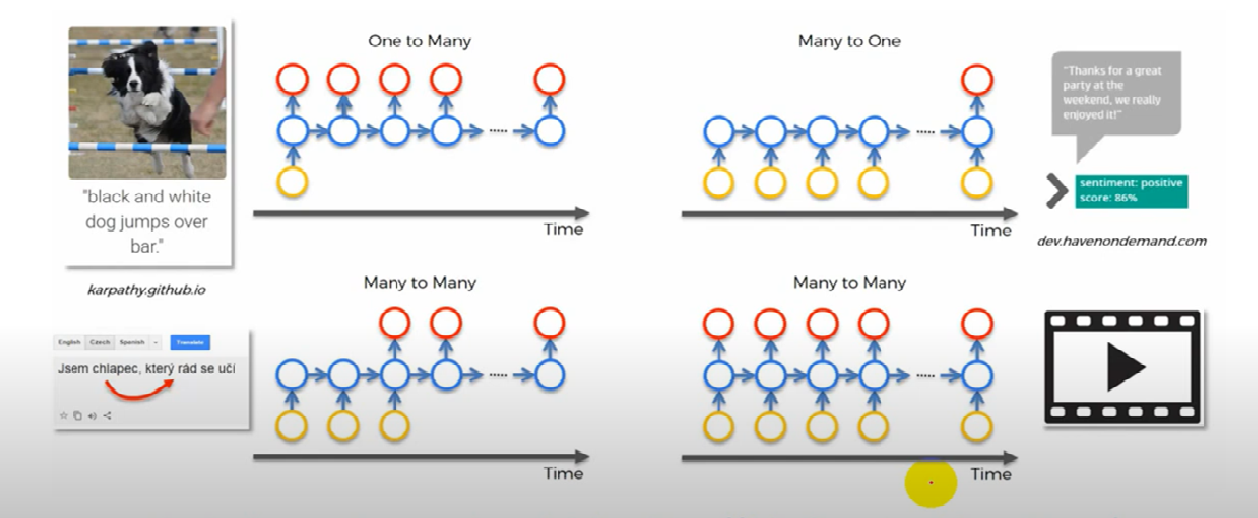 One to Many
"black and white
dog jumps over
bar."
karpathy.github.io
Time
Many to One
"Thanks for a great
party at the
weekend, we really
enjoyed it!"
sentiment: positive
score: 86%
dev.havenondemand.com
Time
Many to Many
English Czech Spanish Translate
Jsem chlapec, který rád se učí
Time
Many to Many
Time